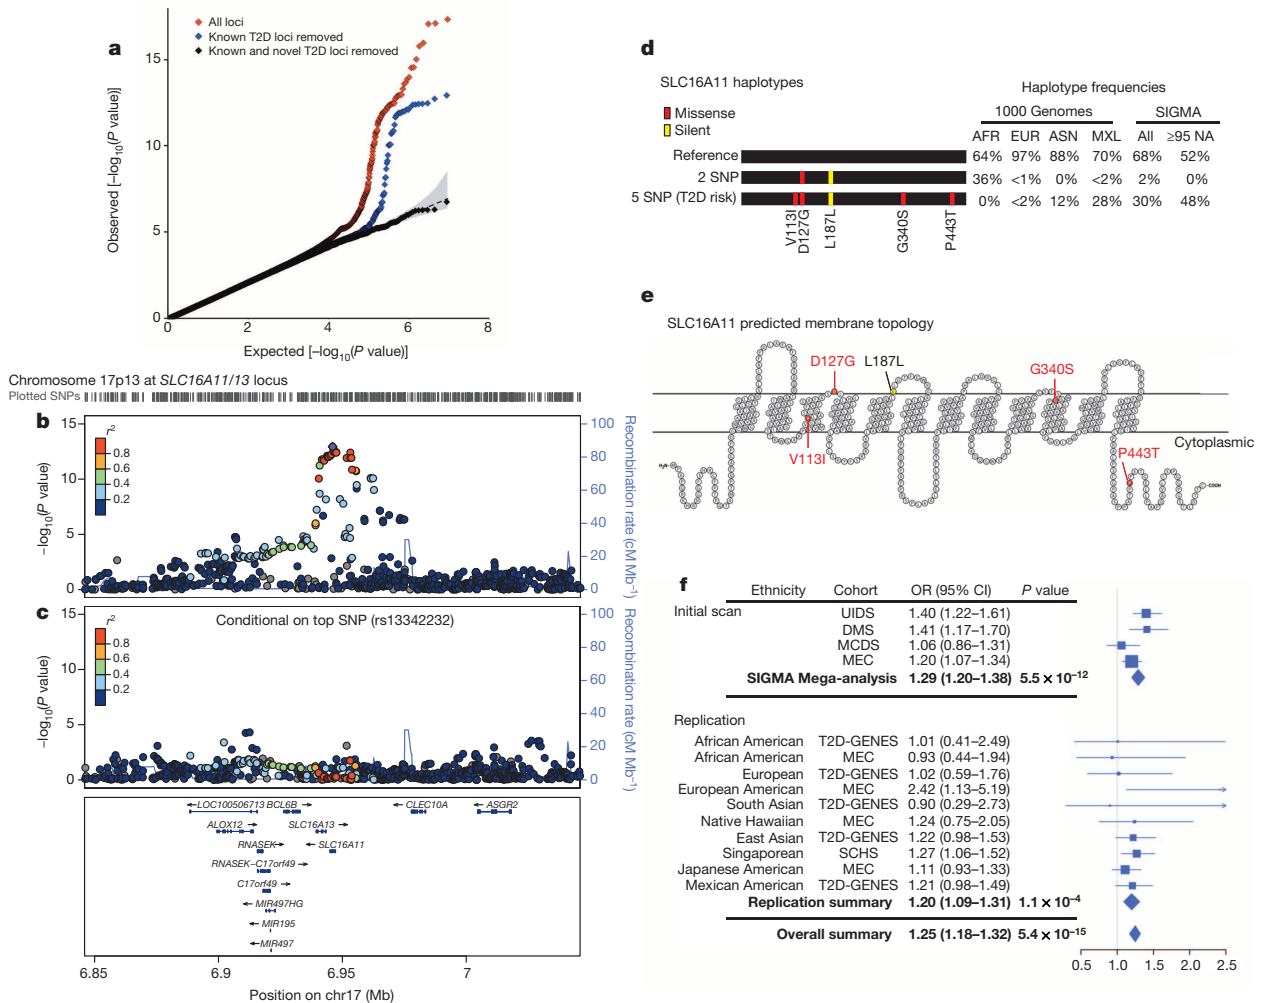 a
All loci
Known T2D loci removed
Known and novel T2D loci removed
Observed [−log10(P value)]
15
10
5
0
0 2 4 6 8
Expected [−log10(P value)]
Chromosome 17p13 at SLC16A11/13 locus
Plotted SNPs
b
r2
0.8
0.6
0.4
0.2
−log10(P value)
15
10
5
0
Recombination rate (cM Mb−1)
100
80
60
40
20
0
c
Conditional on top SNP (rs13342232)
r2
0.8
0.6
0.4
0.2
−log10(P value)
15
10
5
0
Recombination rate (cM Mb−1)
100
80
60
40
20
0
LOC100506713 BCL6B CLEC10A ASGR2
ALOX12 SLC16A13
RNASEK SLC16A11
RNASEK−C17orf49
C17orf49
MIR497HG
MIR195
MIR497
6.85 6.9 6.95 7
Position on chr17 (Mb)
d
SLC16A11 haplotypes
Missense
Silent
Haplotype frequencies
1000 Genomes SIGMA
AFR EUR ASN MXL All ≥95 NA
Reference 64% 97% 88% 70% 68% 52%
2 SNP 36% <1% 0% <2% 2% 0%
5 SNP (T2D risk) 0% <2% 12% 28% 30% 48%
V113I D127G L187L G340S P443T
e
SLC16A11 predicted membrane topology
D127G L187L G340S
Cytoplasmic
V113I P443T
H2N
COOH
f
Ethnicity Cohort OR (95% CI) P value
Initial scan
UIDS 1.40 (1.22–1.61)
DMS 1.41 (1.17–1.70)
MCDS 1.06 (0.86–1.31)
MEC 1.20 (1.07–1.34)
SIGMA Mega-analysis 1.29 (1.20–1.38) 5.5 × 10−12
Replication
African American T2D-GENES 1.01 (0.41–2.49)
African American MEC 0.93 (0.44–1.94)
European T2D-GENES 1.02 (0.59–1.76)
European American MEC 2.42 (1.13–5.19)
South Asian T2D-GENES 0.90 (0.29–2.73)
Native Hawaiian MEC 1.24 (0.75–2.05)
East Asian T2D-GENES 1.22 (0.98–1.53)
Singaporean SCHS 1.27 (1.06–1.52)
Japanese American MEC 1.11 (0.93–1.33)
Mexican American T2D-GENES 1.21 (0.98–1.49)
Replication summary 1.20 (1.09–1.31) 1.1 × 10−4
Overall summary 1.25 (1.18–1.32) 5.4 × 10−15
0.5 1.0 1.5 2.0 2.5